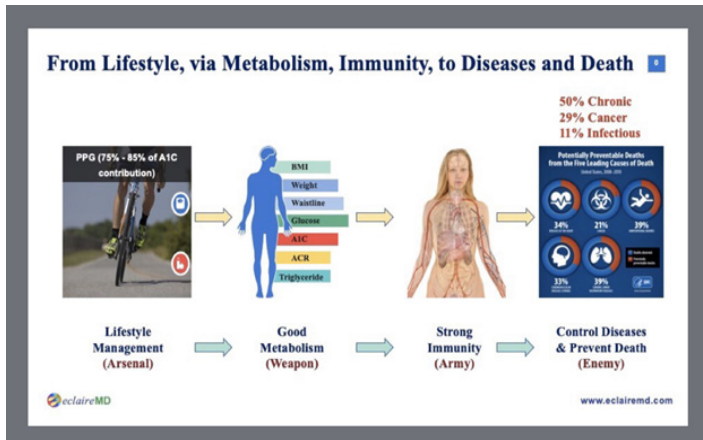 From Lifestyle, via Metabolism, Immunity, to Diseases and Death
50% Chronic
29% Cancer
11% Infectious
PPG (75% - 85% of A1C
contribution)
BMI
Weight
Waistline
Glucose
A1C
ACR
Triglyceride
Potentially Preventable Deaths
from the Five Leading Causes of Death
34%
21%
39%
33%
39%
Lifestyle
Management
(Arsenal)
Good
Metabolism
(Weapon)
Strong
Immunity
(Army)
Control Diseases
& Prevent Death
(Enemy)
eclaireMD
www.eclairemd.com